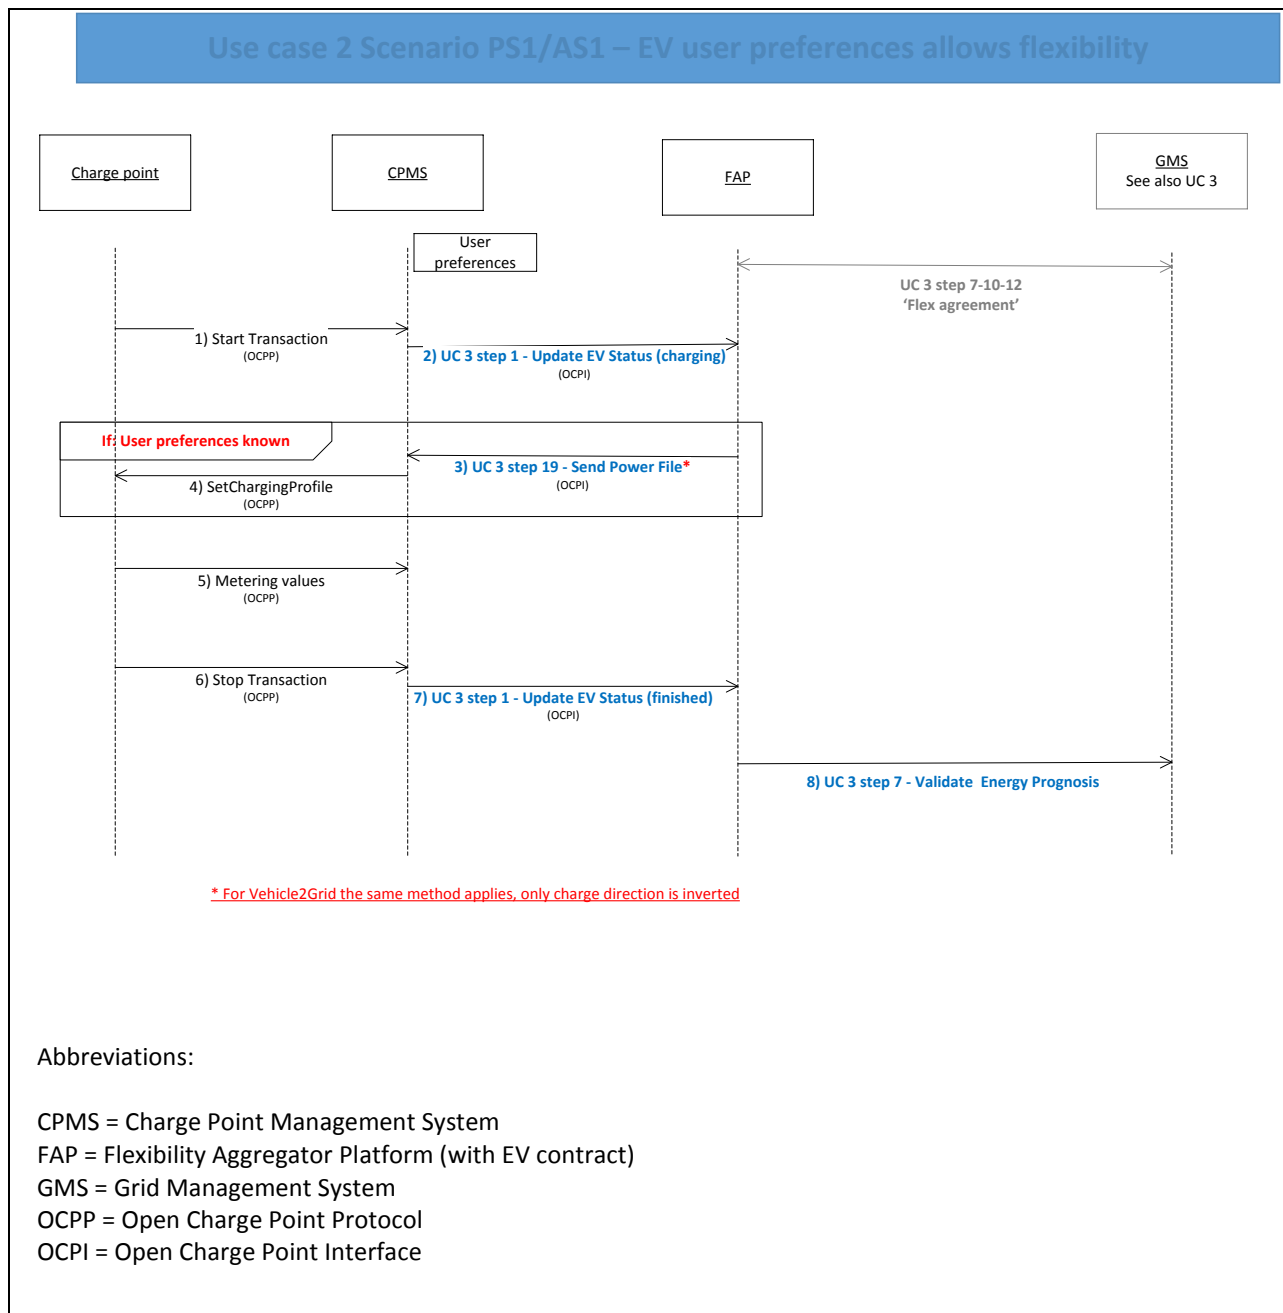 Use case 2 Scenario PS1/AS1 – EV user preferences allows flexibility
Charge point
CPMS
FAP
GMS
See also UC 3
User
preferences
UC 3 step 7-10-12
‘Flex agreement’
1) Start Transaction
(OCPP)
2) UC 3 step 1 - Update EV Status (charging)
(OCPI)
If: User preferences known
3) UC 3 step 19 - Send Power File*
(OCPI)
4) SetChargingProfile
(OCPP)
5) Metering values
(OCPP)
6) Stop Transaction
(OCPP)
7) UC 3 step 1 - Update EV Status (finished)
(OCPI)
8) UC 3 step 7 - Validate  Energy Prognosis
* For Vehicle2Grid the same method applies, only charge direction is inverted
Abbreviations:
CPMS = Charge Point Management System
FAP = Flexibility Aggregator Platform (with EV contract)
GMS = Grid Management System
OCPP = Open Charge Point Protocol
OCPI = Open Charge Point Interface